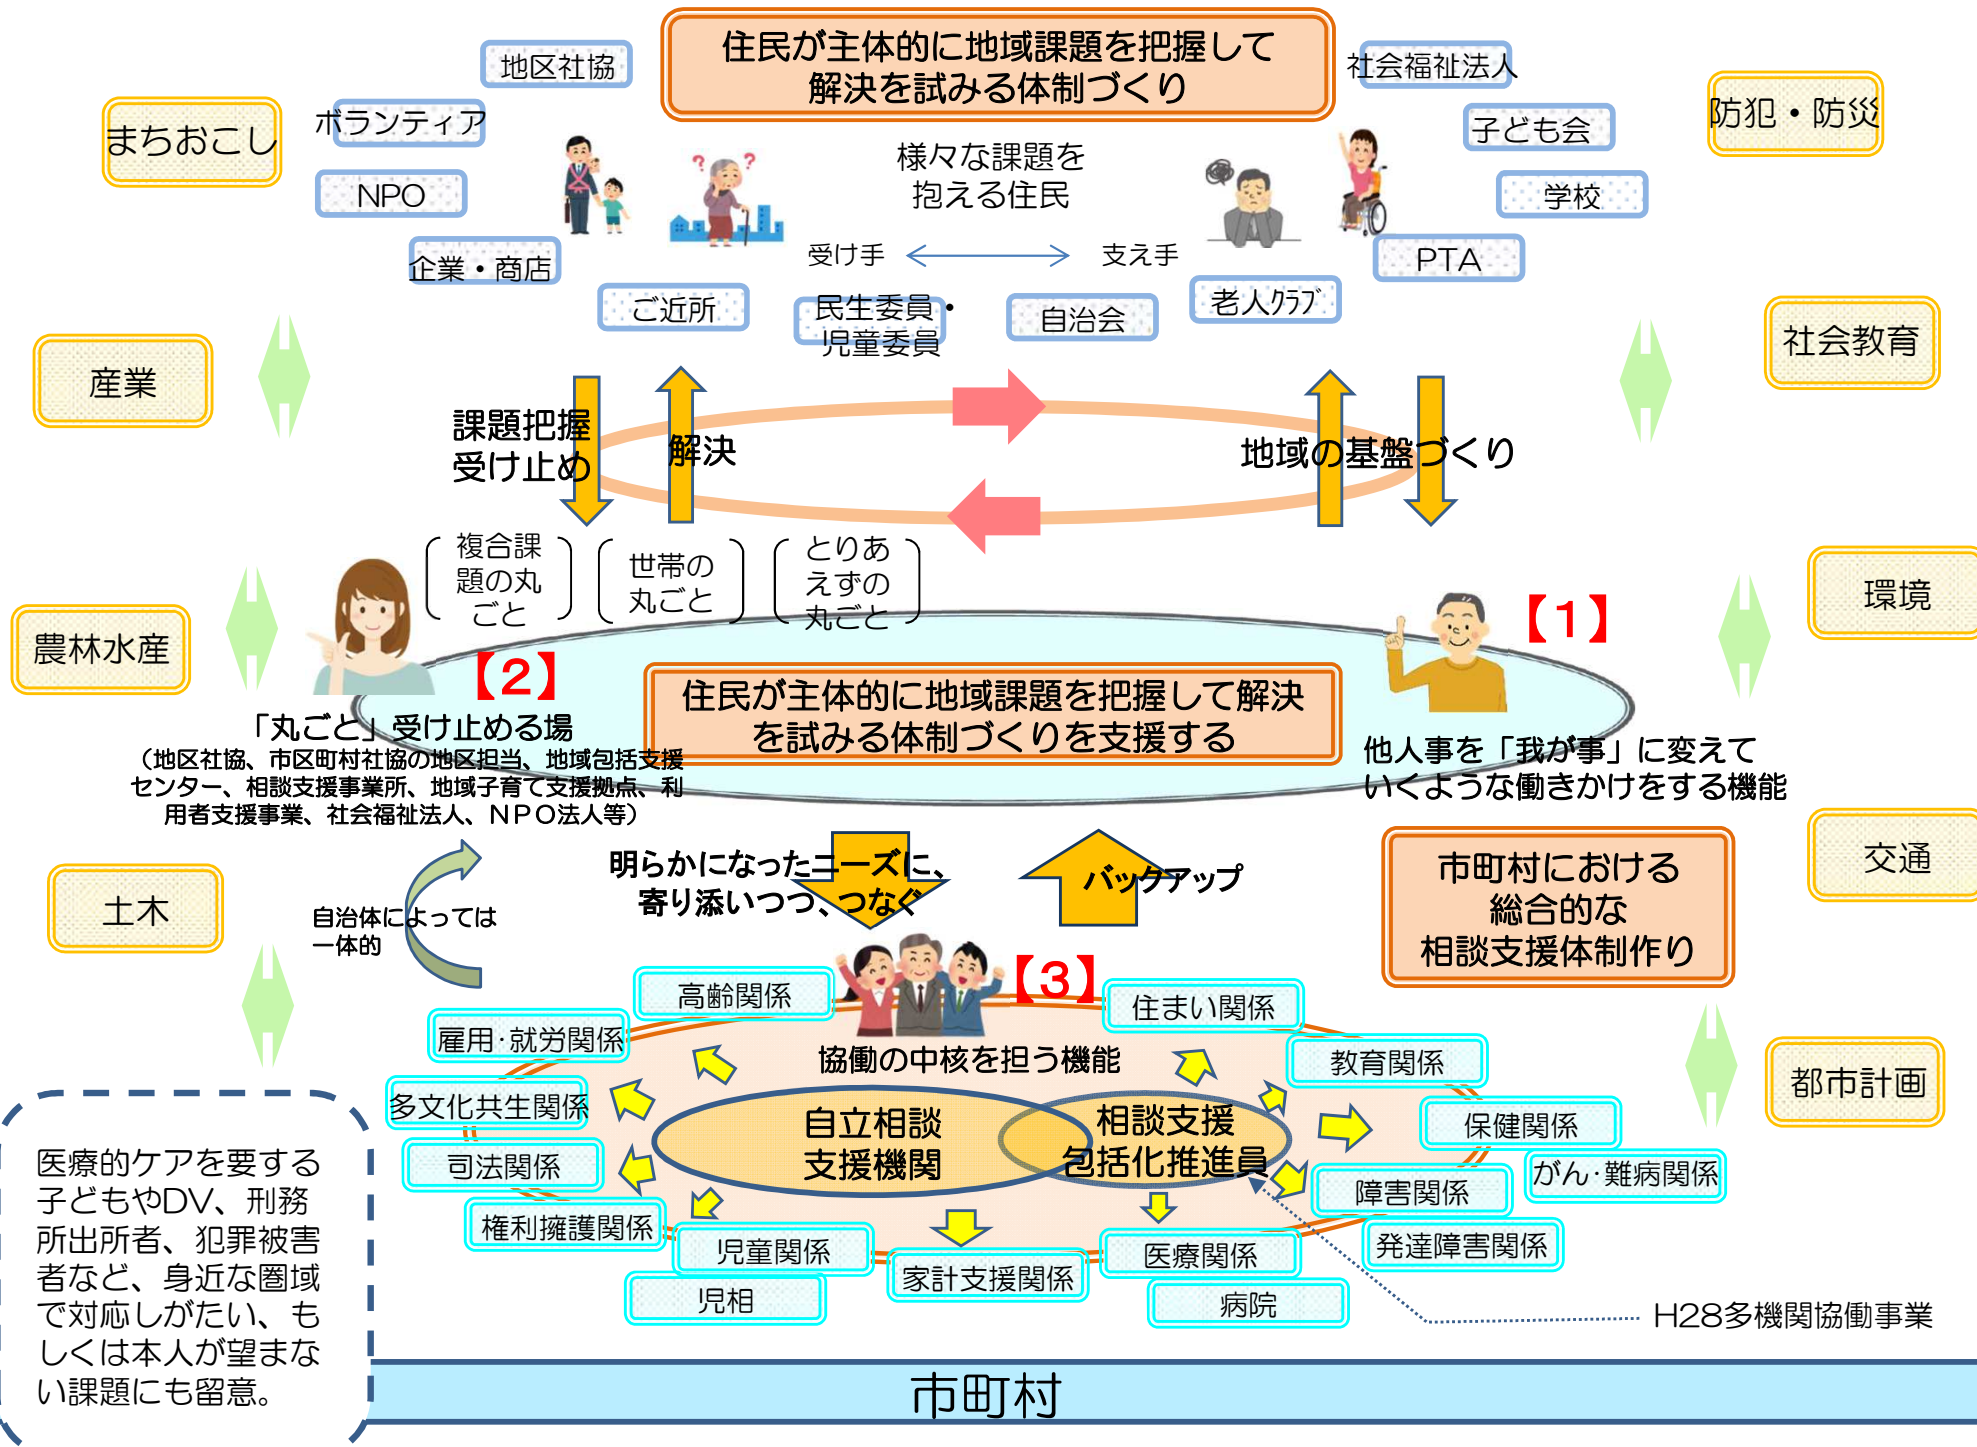 住民が主体的に地域課題を把握して
解決を試みる体制づくり
地区社協
社会福祉法人
まちおこし
ボランティア
子ども会
防犯・防災
NPO
様々な課題を
抱える住民
学校
企業・商店
受け手
支え手
PTA
ご近所
民生委員・
児童委員
自治会
老人クラブ
産業
社会教育
課題把握
受け止め
解決
地域の基盤づくり
複合課
題の丸
ごと
世帯の
丸ごと
とりあ
えずの
丸ごと
農林水産
環境
【1】
【2】
住民が主体的に地域課題を把握して解決
を試みる体制づくりを支援する
「丸ごと」受け止める場
（地区社協、市区町村社協の地区担当、地域包括支援
センター、相談支援事業所、地域子育て支援拠点、利
用者支援事業、社会福祉法人、NPO法人等）
他人事を「我が事」に変えて
いくような働きかけをする機能
土木
交通
自治体によっては
一体的
明らかになったニーズに、
寄り添いつつ、つなぐ
バックアップ
市町村における
総合的な
相談支援体制作り
【3】
高齢関係
住まい関係
雇用・就労関係
協働の中核を担う機能
教育関係
都市計画
多文化共生関係
自立相談
支援機関
相談支援
包括化推進員
保健関係
司法関係
障害関係
がん・難病関係
権利擁護関係
児童関係
児相
家計支援関係
医療関係
病院
発達障害関係
H28多機関協働事業
医療的ケアを要する
子どもやDV、刑務
所出所者、犯罪被害
者など、身近な圏域
で対応しがたい、も
しくは本人が望まな
い課題にも留意。
市町村